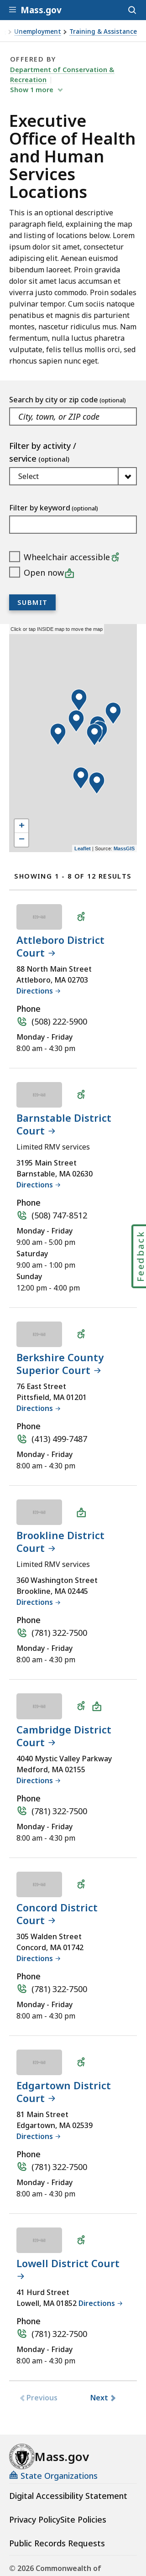 Mass.gov
Unemployment > Training & Assistance
OFFERED BY
Department of Conservation &
Recreation
Show 1 more
Executive
Office of Health
and Human
Services
Locations
This is an optional descriptive
paragraph field, explaining the map
and what is listed below. Lorem
ipsum dolor sit amet, consectetur
adipiscing elit. Aenean euismod
bibendum laoreet. Proin gravida
dolor sit amet lacus accumsan et
viverra justo commodo. Proin sodales
pulvinar tempor. Cum sociis natoque
penatibus et magnis dis parturient
montes, nascetur ridiculus mus. Nam
fermentum, nulla luctus pharetra
vulputate, felis tellus mollis orci, sed
rhoncus sapien nunc eget.
Search by city or zip code (optional)
City, town, or ZIP code
Filter by activity /
service (optional)
Select
Filter by keyword (optional)
Wheelchair accessible
Open now
SUBMIT
Click or tap INSIDE map to move the map
+
−
Leaflet | Source: MassGIS
SHOWING 1 - 8 OF 12 RESULTS
Attleboro District
Court →
88 North Main Street
Attleboro, MA 02703
Directions →
Phone
(508) 222-5900
Monday - Friday
8:00 am - 4:30 pm
Barnstable District
Court →
Limited RMV services
3195 Main Street
Barnstable, MA 02630
Directions →
Phone
(508) 747-8512
Monday - Friday
9:00 am - 5:00 pm
Saturday
9:00 am - 1:00 pm
Sunday
12:00 pm - 4:00 pm
Feedback
Berkshire County
Superior Court →
76 East Street
Pittsfield, MA 01201
Directions →
Phone
(413) 499-7487
Monday - Friday
8:00 am - 4:30 pm
Brookline District
Court →
Limited RMV services
360 Washington Street
Brookline, MA 02445
Directions →
Phone
(781) 322-7500
Monday - Friday
8:00 am - 4:30 pm
Cambridge District
Court →
4040 Mystic Valley Parkway
Medford, MA 02155
Directions →
Phone
(781) 322-7500
Monday - Friday
8:00 am - 4:30 pm
Concord District
Court →
305 Walden Street
Concord, MA 01742
Directions →
Phone
(781) 322-7500
Monday - Friday
8:00 am - 4:30 pm
Edgartown District
Court →
81 Main Street
Edgartown, MA 02539
Directions →
Phone
(781) 322-7500
Monday - Friday
8:00 am - 4:30 pm
Lowell District Court
→
41 Hurd Street
Lowell, MA 01852 Directions →
Phone
(781) 322-7500
Monday - Friday
8:00 am - 4:30 pm
Previous Next
Mass.gov
State Organizations
Digital Accessibility Statement
Privacy PolicySite Policies
Public Records Requests
© 2026 Commonwealth of